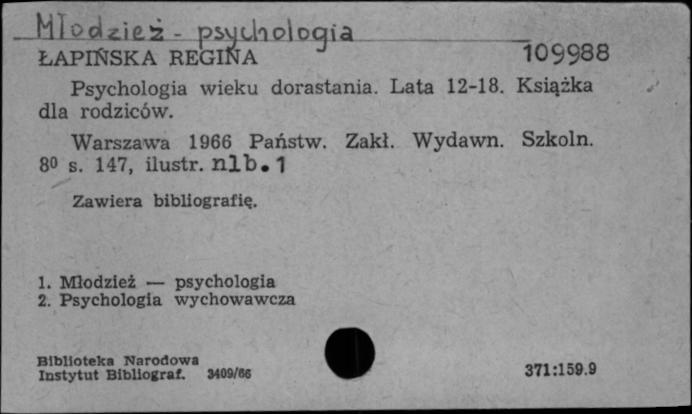 Młodzież - psychologia
ŁAPIŃSKA REGINA 109988
Psychologia wieku dorastania. Lata 12-18. Książka
dla rodziców.
Warszawa 1966 Państw. Zakł. Wydawn. Szkoln.
8⁰ s. 147, ilustr. nlb. 1
Zawiera bibliografię.
1. Młodzież — psychologia
2. Psychologia wychowawcza
Biblioteka Narodowa
Instytut Bibliograf. 3409/66
371:159.9